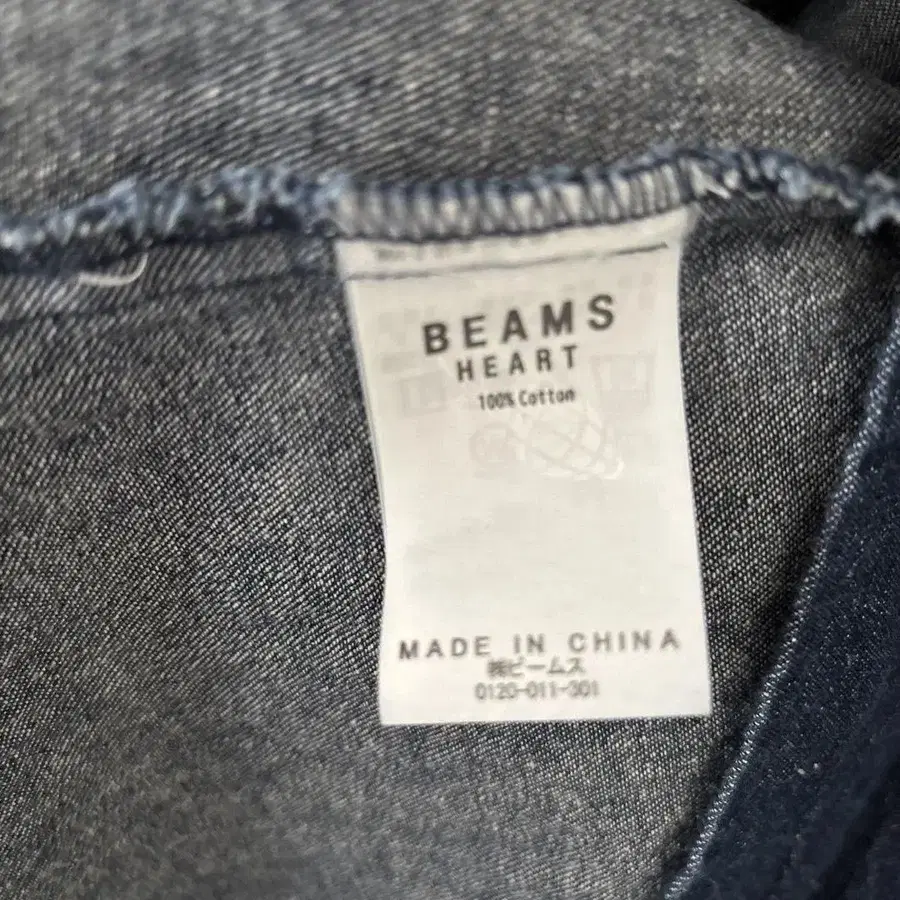 BEAMS
HEART
100% Cotton
MADE IN CHINA
㈱ビームス
0120-011-301